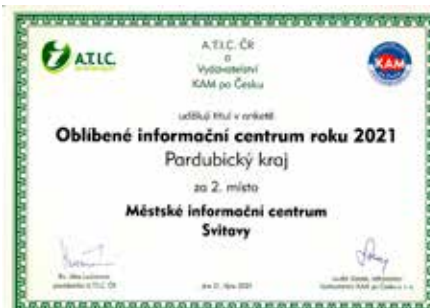 A.T.I.C.
A.T.I.C. ČR
a
Vydavatelství
KAM po Česku
KAM
udělují titul v anketě
Oblíbené informační centrum roku 2021
Pardubický kraj
za 2. místo
Městské informační centrum
Svitavy